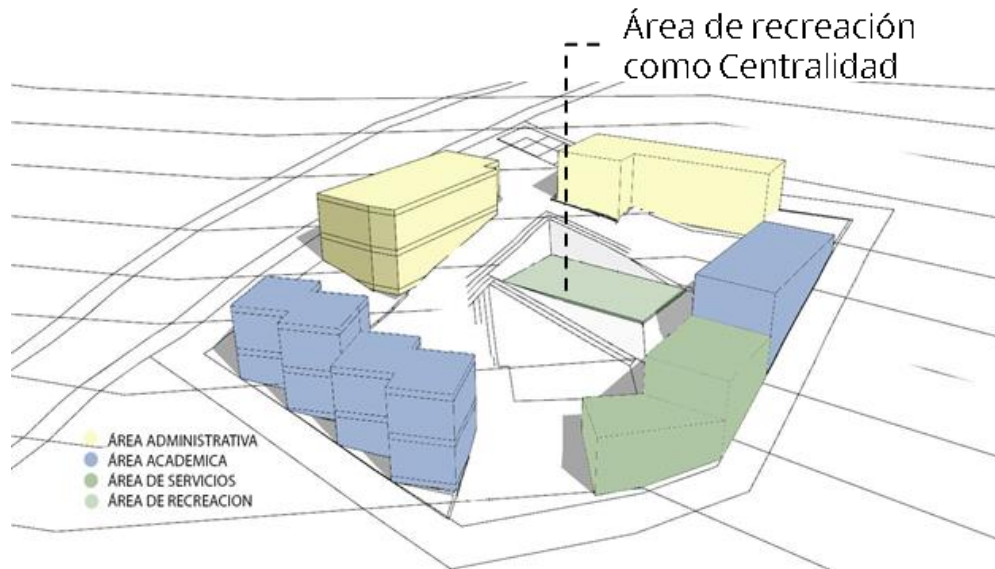 Área de recreación
como Centralidad
ÁREA ADMINISTRATIVA
ÁREA ACADEMICA
ÁREA DE SERVICIOS
ÁREA DE RECREACION